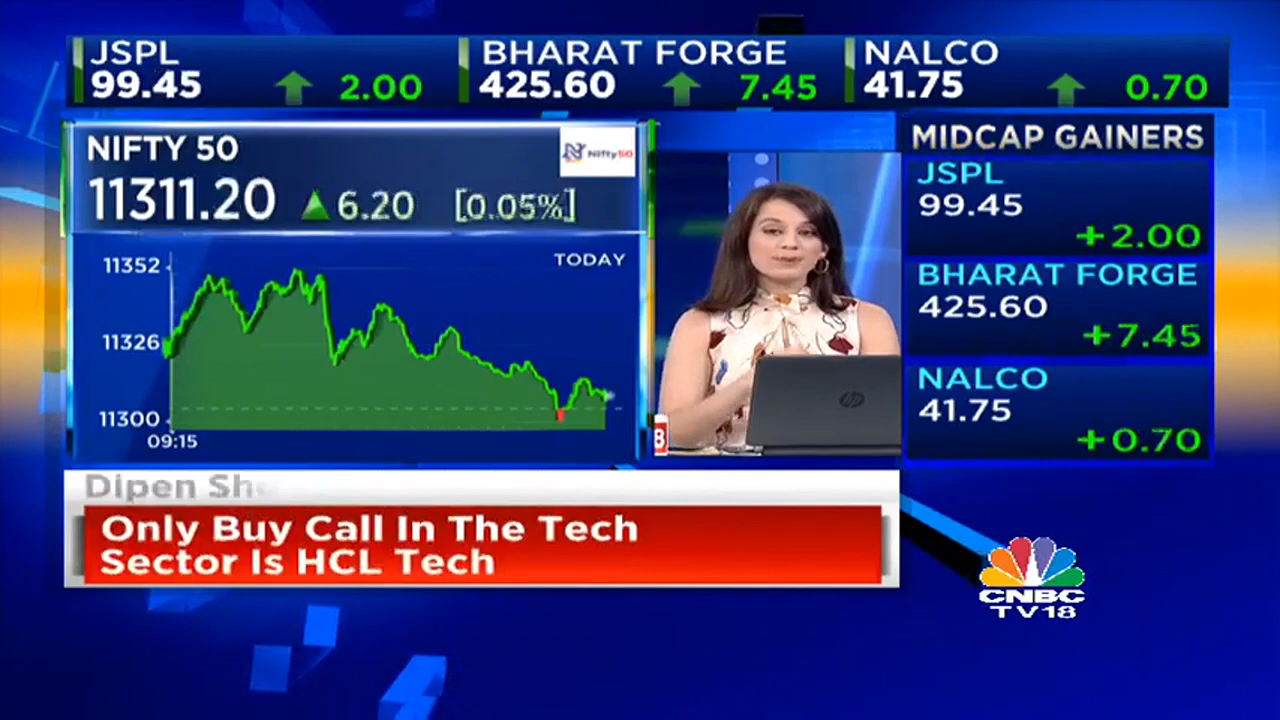 JSPL
99.45 2.00
BHARAT FORGE
425.60 7.45
NALCO
41.75 0.70
NIFTY 50
Nifty50
11311.20 6.20 [0.05%]
TODAY
11352
11326
11300
09:15
MIDCAP GAINERS
JSPL
99.45
+2.00
BHARAT FORGE
425.60
+7.45
NALCO
41.75
+0.70
hp
8
Dipen
Only Buy Call In The Tech
Sector Is HCL Tech
CNBC
TV18